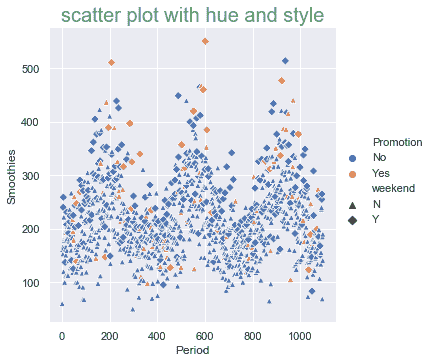 scatter plot with hue and style
Smoothies
500
400
300
200
100
0
200
400
600
800
1000
Period
Promotion
No
Yes
weekend
N
Y